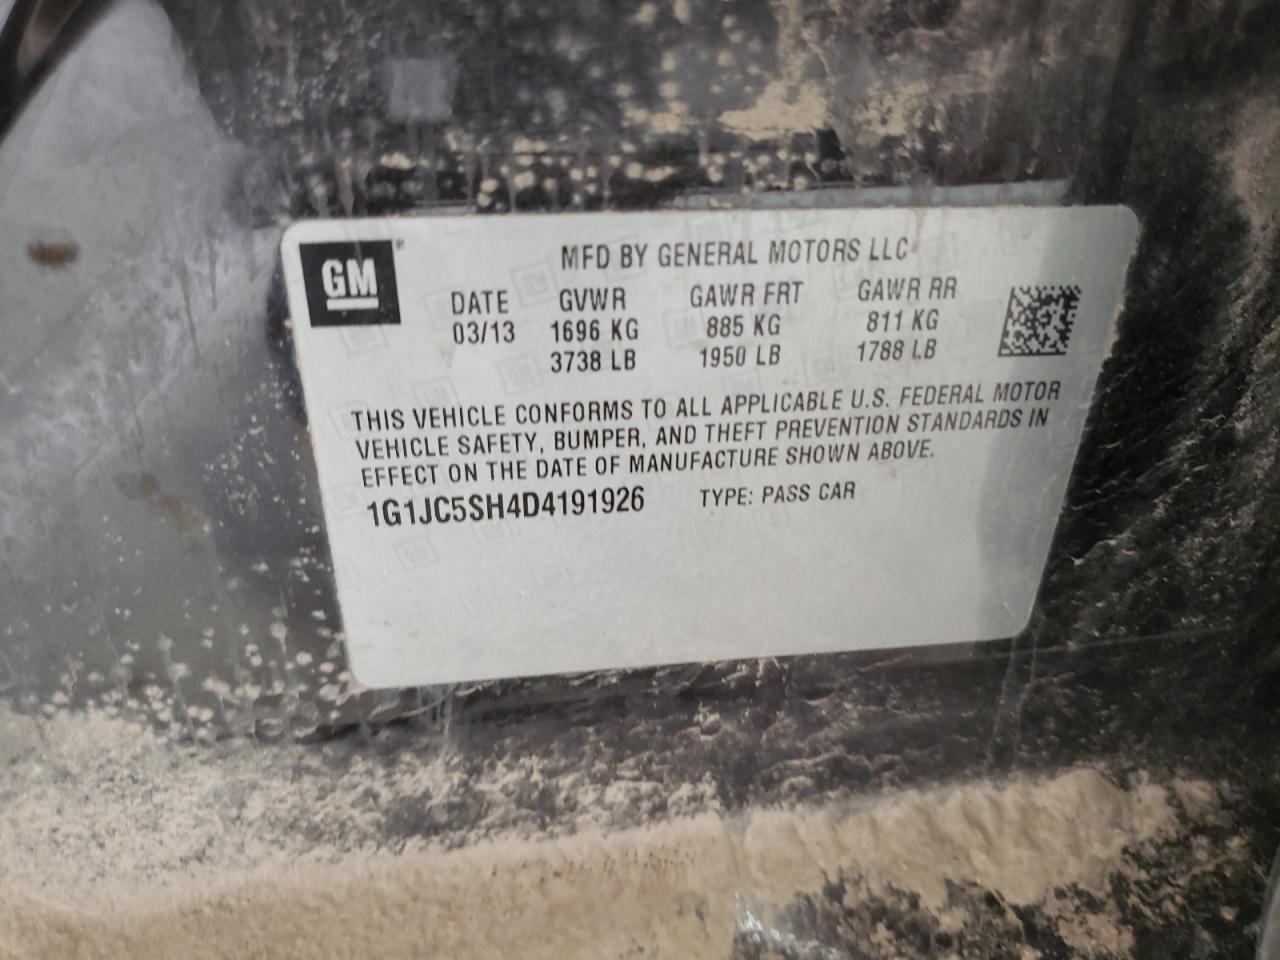 GM
MFD BY GENERAL MOTORS LLC
DATE GVWR GAWR FRT GAWR RR
03/13 1696 KG 885 KG 811 KG
3738 LB 1950 LB 1788 LB
THIS VEHICLE CONFORMS TO ALL APPLICABLE U.S. FEDERAL MOTOR
VEHICLE SAFETY, BUMPER, AND THEFT PREVENTION STANDARDS IN
EFFECT ON THE DATE OF MANUFACTURE SHOWN ABOVE.
1G1JC5SH4D4191926 TYPE: PASS CAR